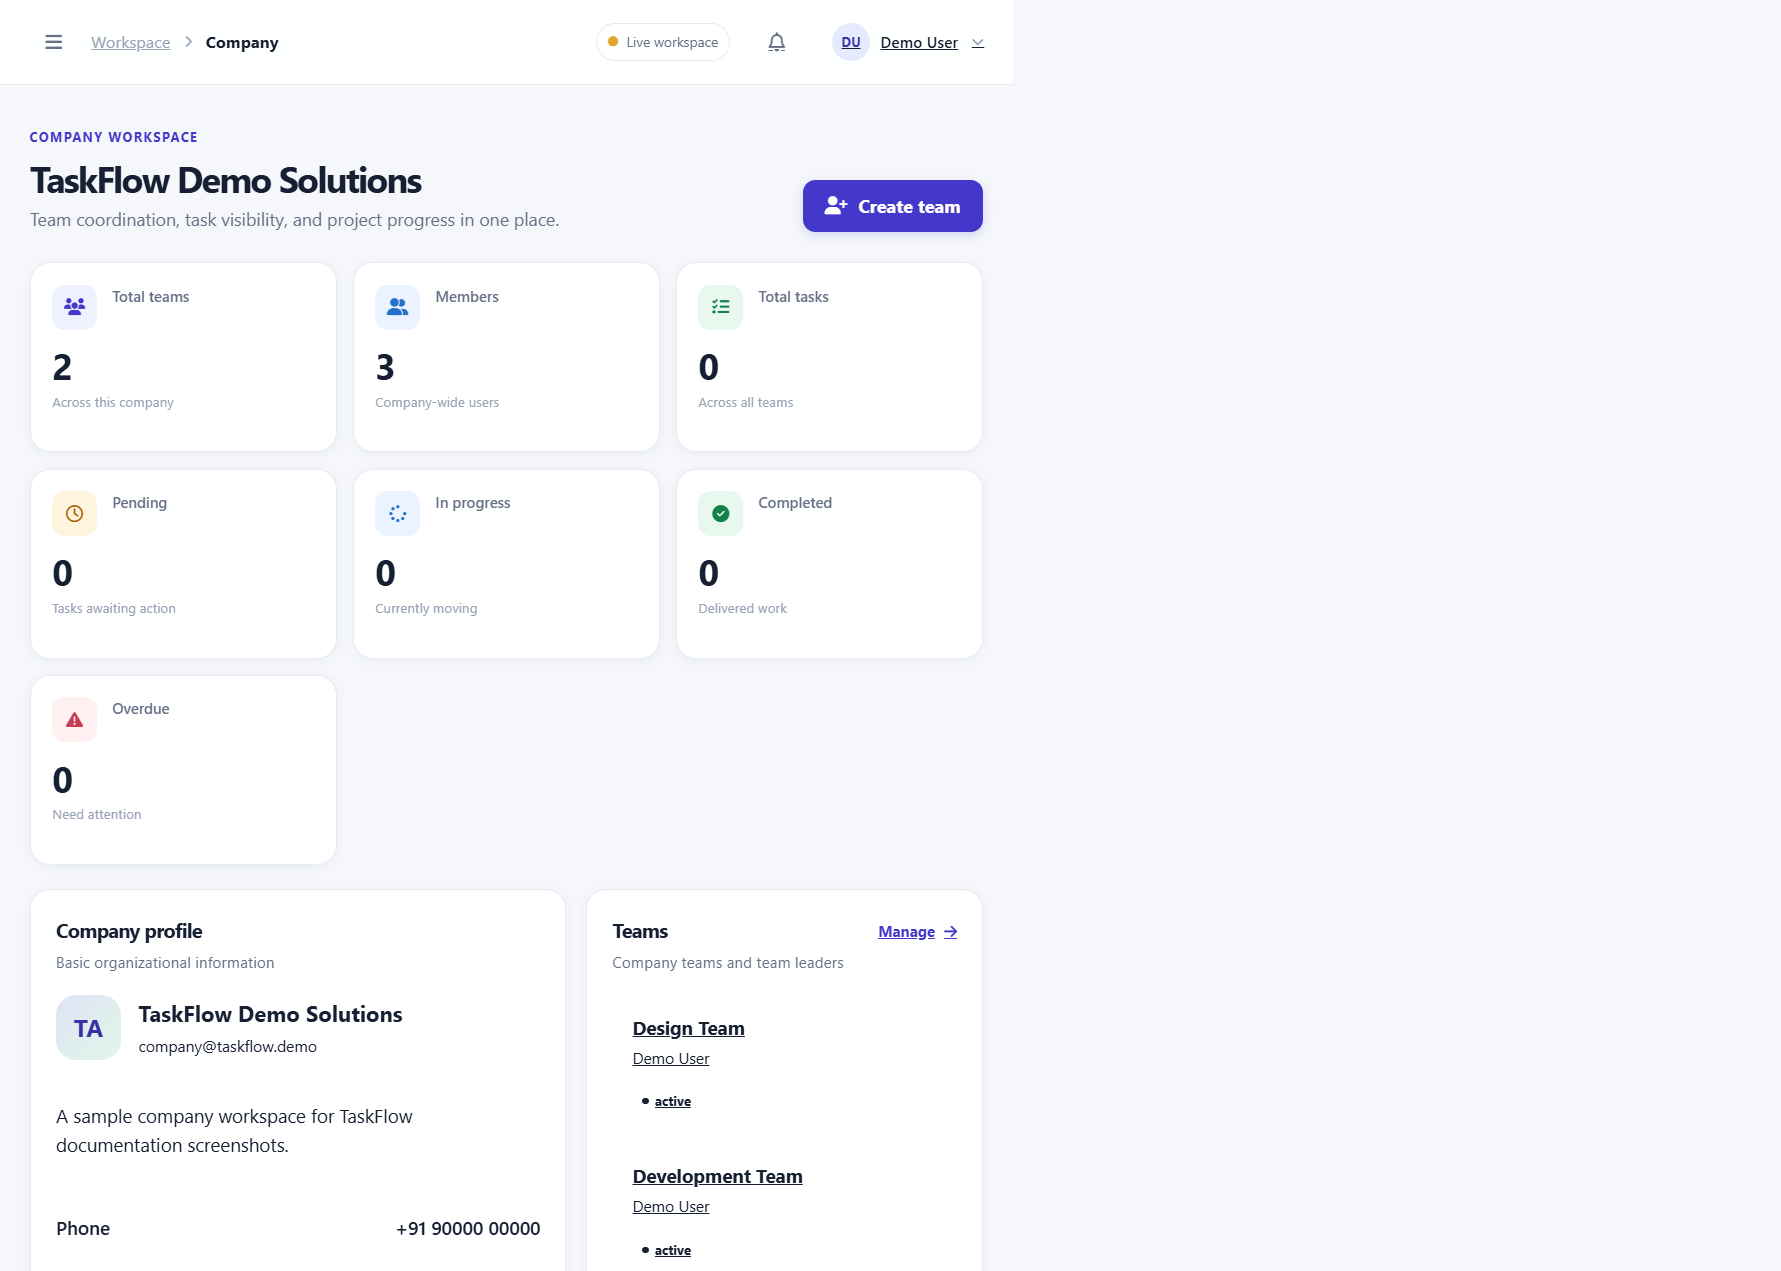 Workspace > Company
Live workspace
DU Demo User
COMPANY WORKSPACE
TaskFlow Demo Solutions
Team coordination, task visibility, and project progress in one place.
Create team
Total teams
2
Across this company
Members
3
Company-wide users
Total tasks
0
Across all teams
Pending
0
Tasks awaiting action
In progress
0
Currently moving
Completed
0
Delivered work
Overdue
0
Need attention
Company profile
Basic organizational information
TA
TaskFlow Demo Solutions
company@taskflow.demo
A sample company workspace for TaskFlow
documentation screenshots.
Phone +91 90000 00000
Teams
Manage →
Company teams and team leaders
Design Team
Demo User
• active
Development Team
Demo User
• active